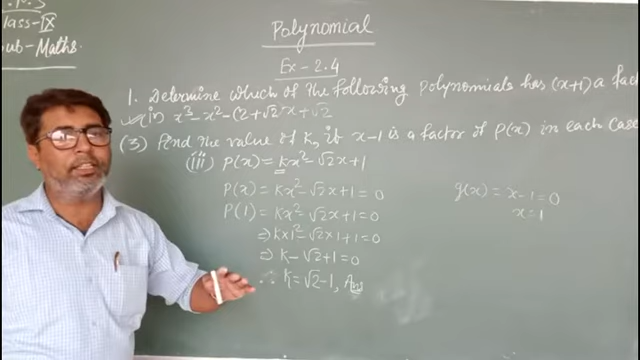 Class-IX
Sub- Maths.
Polynomial
Ex-2.4
1. Determine which of the following polynomials has (x+1) a fact
(iv) x³-x²-(2+√2)x+√2
(3) Find the value of k, if x-1 is a factor of P(x) in each case
(iii) P(x) = kx²-√2x+1
P(x) = kx²-√2x+1 = 0
P(1) = kx²-√2x+1 = 0
⇒ k×1²-√2×1+1=0
⇒ k-√2+1=0
∴ k=√2-1, Ans
g(x) = x-1=0
x=1